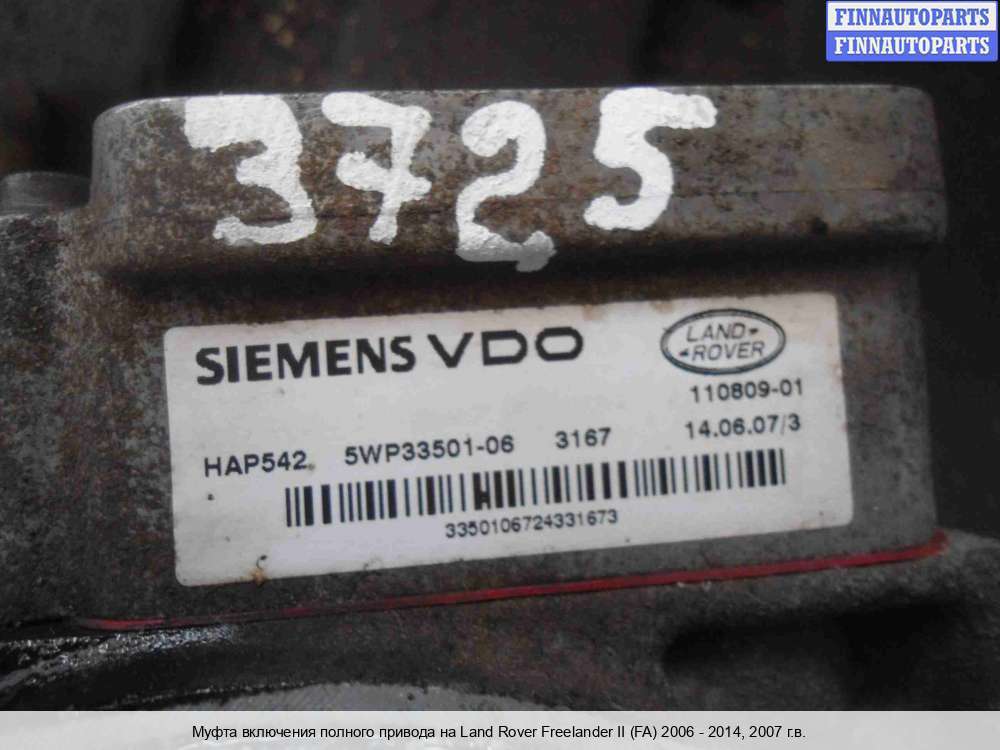 FINNAUTOPARTS
FINNAUTOPARTS
3725
SIEMENS VDO
LAND-
-ROVER
110809-01
HAP542 5WP33501-06 3167 14.06.07/3
3350106724331673
Муфта включения полного привода на Land Rover Freelander II (FA) 2006 - 2014, 2007 г.в.